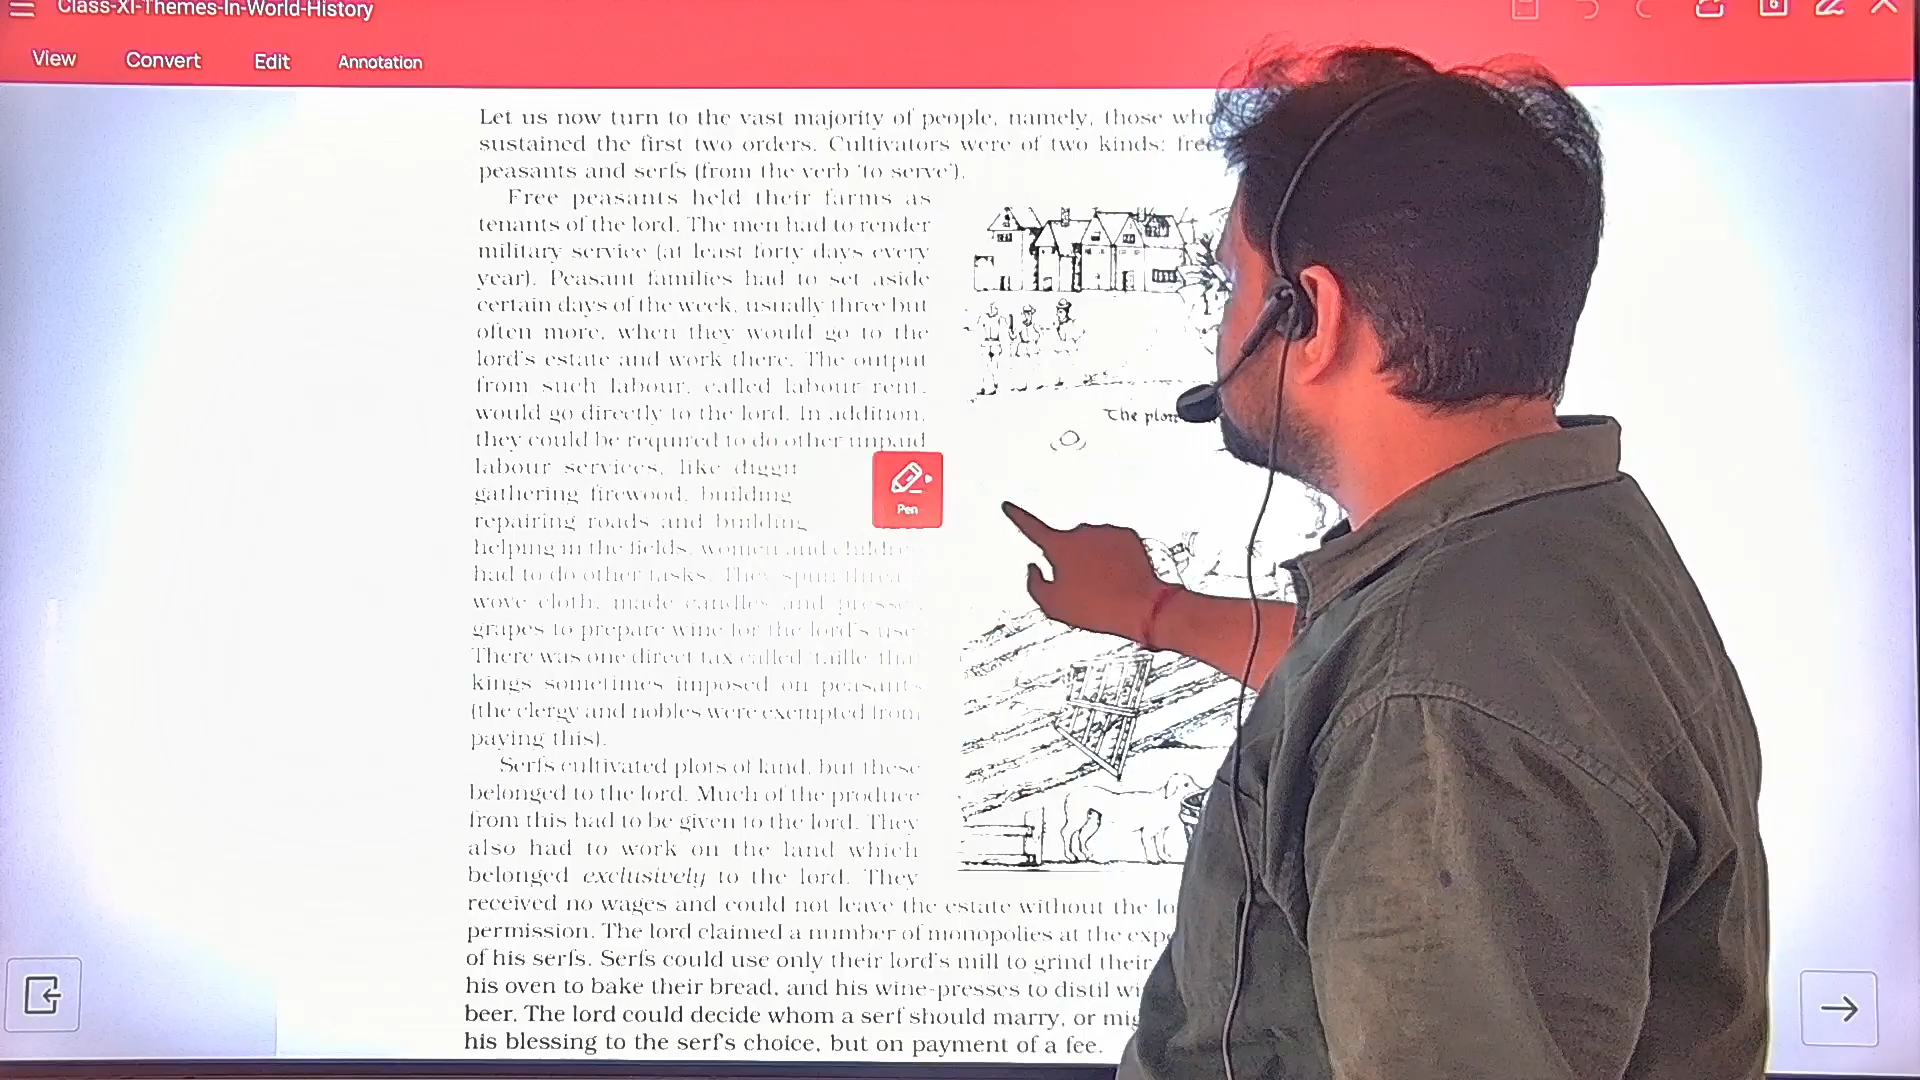 Class-XI-Themes-In-World-History
View Convert Edit Annotation
Let us now turn to the vast majority of people, namely, those who
sustained the first two orders. Cultivators were of two kinds: free
peasants and serfs (from the verb 'to serve').
Free peasants held their farms as
tenants of the lord. The men had to render
military service (at least forty days every
year). Peasant families had to set aside
certain days of the week, usually three but
often more, when they would go to the
lord's estate and work there. The output
from such labour, called labour rent,
would go directly to the lord. In addition,
they could be required to do other unpaid
labour services, like
gathering firewood, building
repairing roads and building
helping in the fields, women and
had to do other tasks. They spun
wove cloth, made candles and
grapes to prepare wine for the lord's use
There was one direct tax called 'taille' that
kings sometimes imposed on peasants
(the clergy and nobles were exempted from
paying this).
Serfs cultivated plots of land, but these
belonged to the lord. Much of the produce
from this had to be given to the lord. They
also had to work on the land which
belonged exclusively to the lord. They
received no wages and could not leave the estate without the
permission. The lord claimed a number of monopolies at the
of his serfs. Serfs could use only their lord's mill to grind their
his oven to bake their bread, and his wine-presses to distil
beer. The lord could decide whom a serf should marry, or
his blessing to the serf's choice, but on payment of a fee.
The
Pen